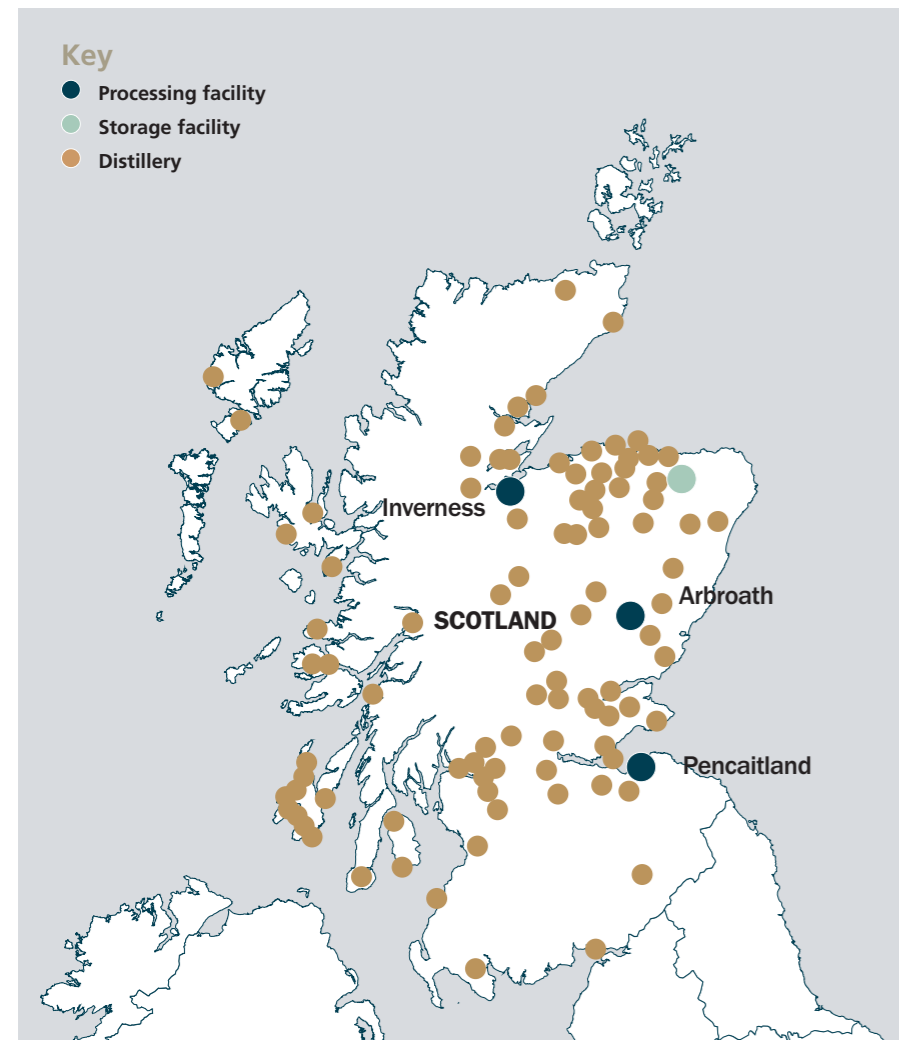 Key
Processing facility
Storage facility
Distillery
Inverness
Arbroath
SCOTLAND
Pencaitland